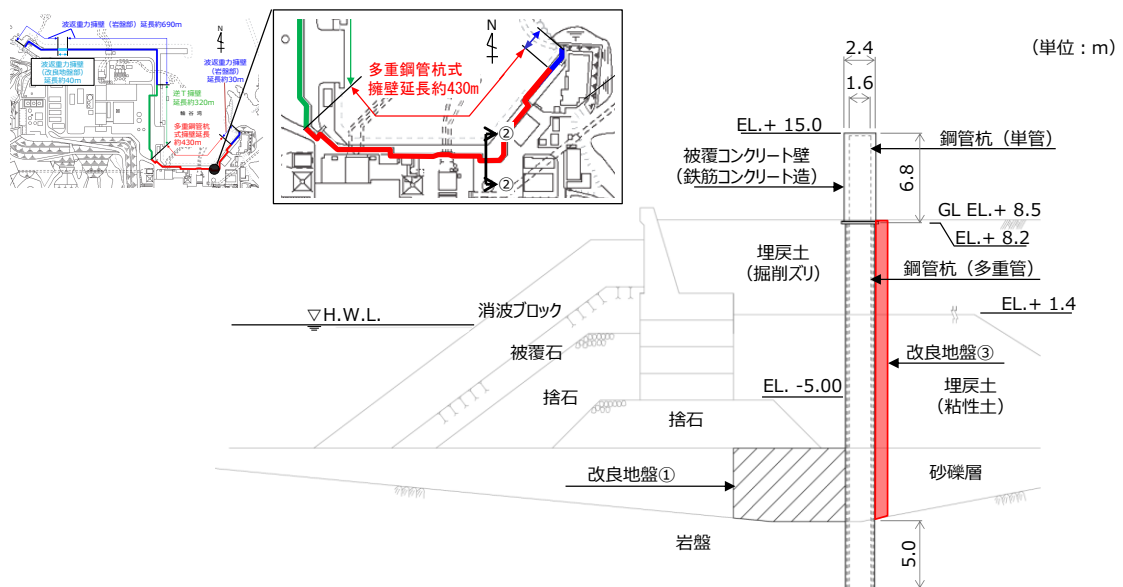 波返重力擁壁（岩盤部）延長約690m
波返重力擁壁
（改良地盤部）
延長約40m
波返重力擁壁
（岩盤部）
延長約30m
逆T擁壁
延長約320m
輪谷湾
多重鋼管杭
式擁壁延長
約430m
N
N
多重鋼管杭式
擁壁延長約430m
②
②
（単位：m）
2.4
1.6
EL.+ 15.0
鋼管杭（単管）
被覆コンクリート壁
（鉄筋コンクリート造）
6.8
GL EL.+ 8.5
EL.+ 8.2
埋戻土
（掘削ズリ）
鋼管杭（多重管）
EL.+ 1.4
▽H.W.L.
消波ブロック
被覆石
改良地盤③
EL. -5.00
捨石
捨石
埋戻土
（粘性土）
改良地盤①
砂礫層
岩盤
5.0